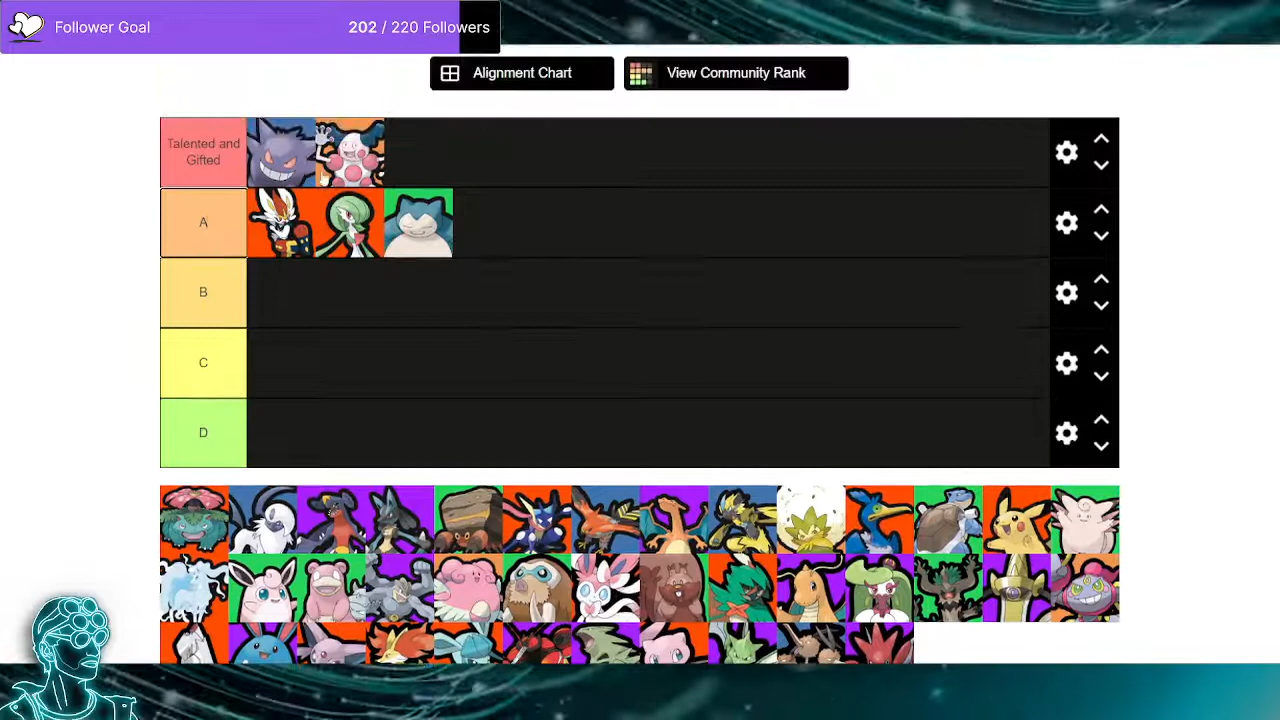 Follower Goal
202 / 220 Followers
Alignment Chart
View Community Rank
Talented and
Gifted
A
B
C
D